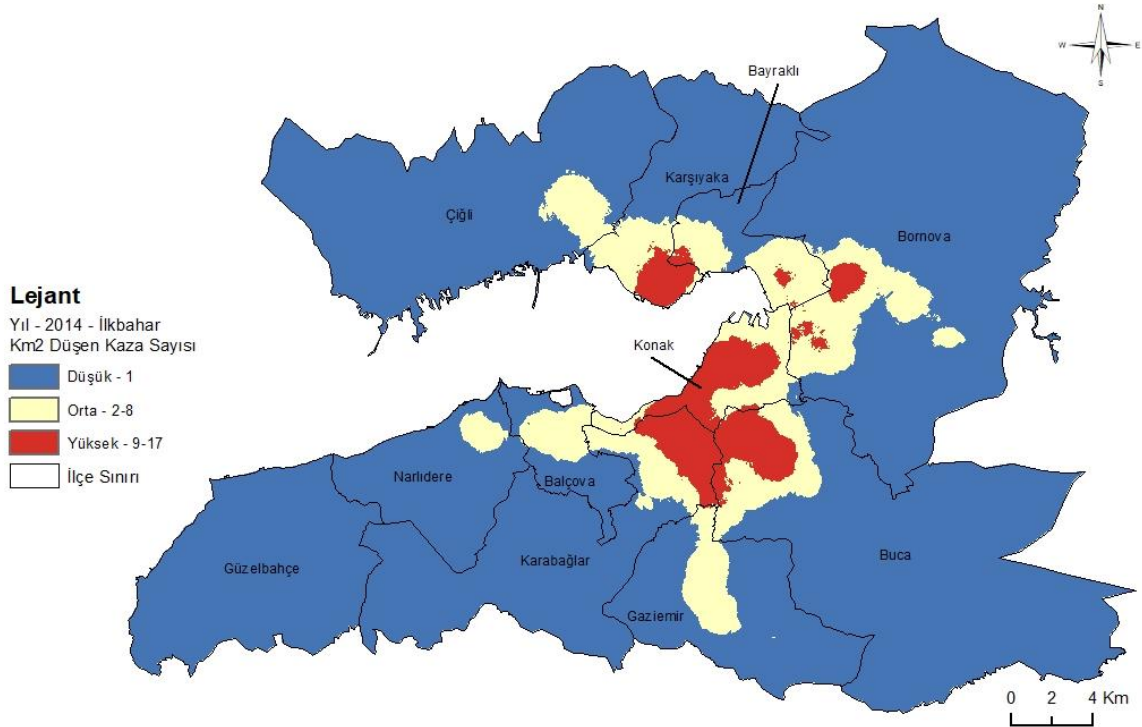 N
W E
S
Bayraklı
Karşıyaka
Çiğli
Bornova
Lejant
Yıl - 2014 - İlkbahar
Km2 Düşen Kaza Sayısı
Düşük - 1
Orta - 2-8
Yüksek - 9-17
İlçe Sınırı
Konak
Narlıdere
Balçova
Güzelbahçe
Karabağlar
Buca
Gaziemir
0 2 4 Km